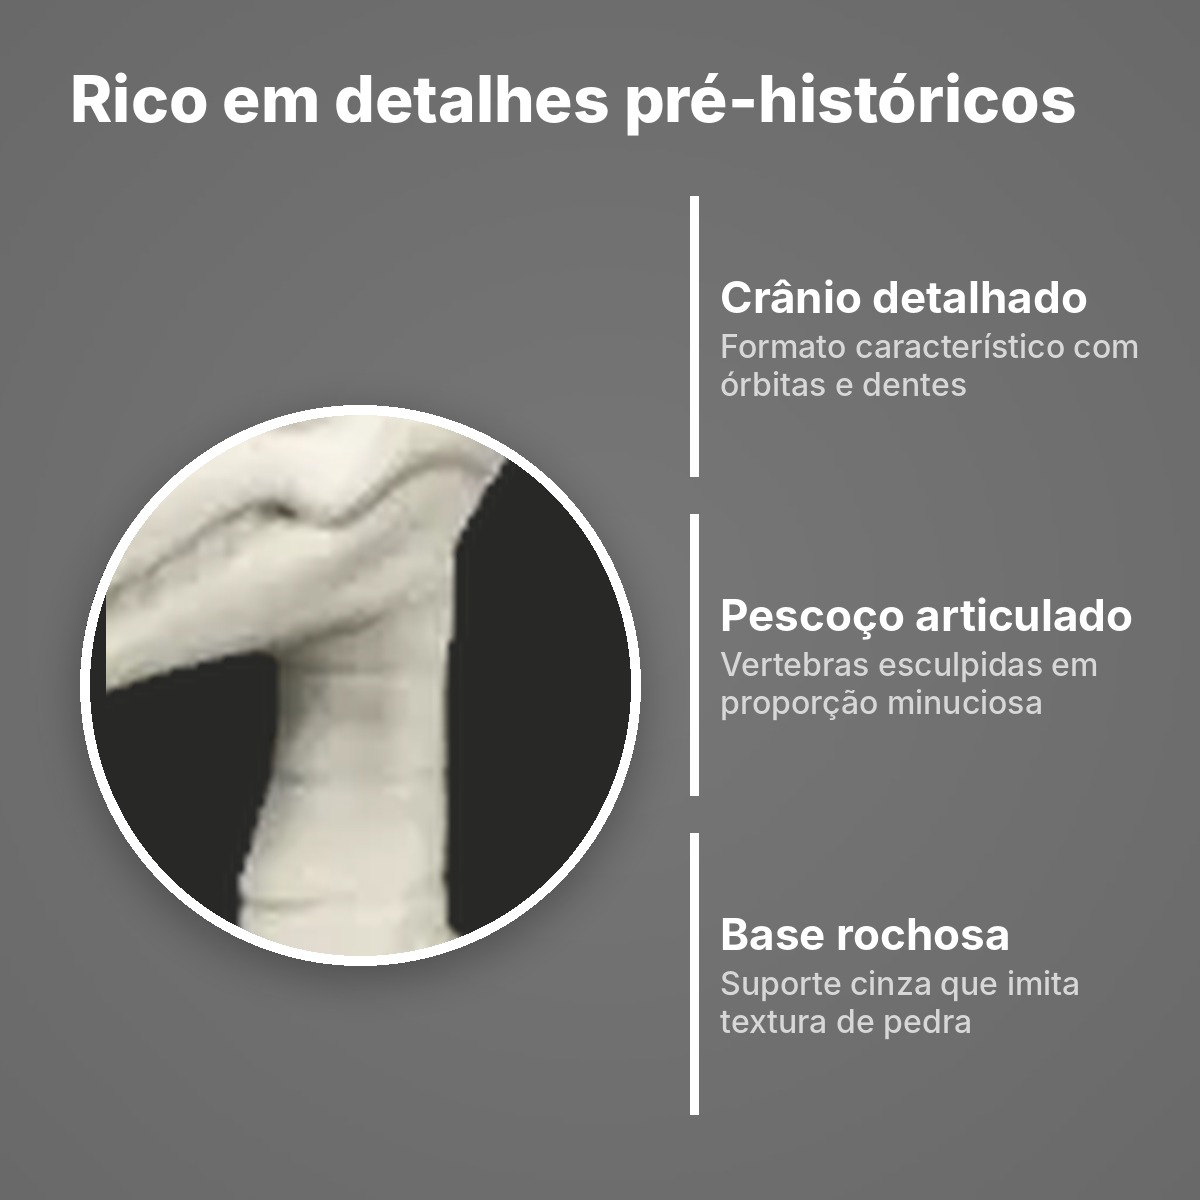 Rico em detalhes pré-históricos
Crânio detalhado
Formato característico com
órbitas e dentes
Pescoço articulado
Vertebras esculpidas em
proporção minuciosa
Base rochosa
Suporte cinza que imita
textura de pedra